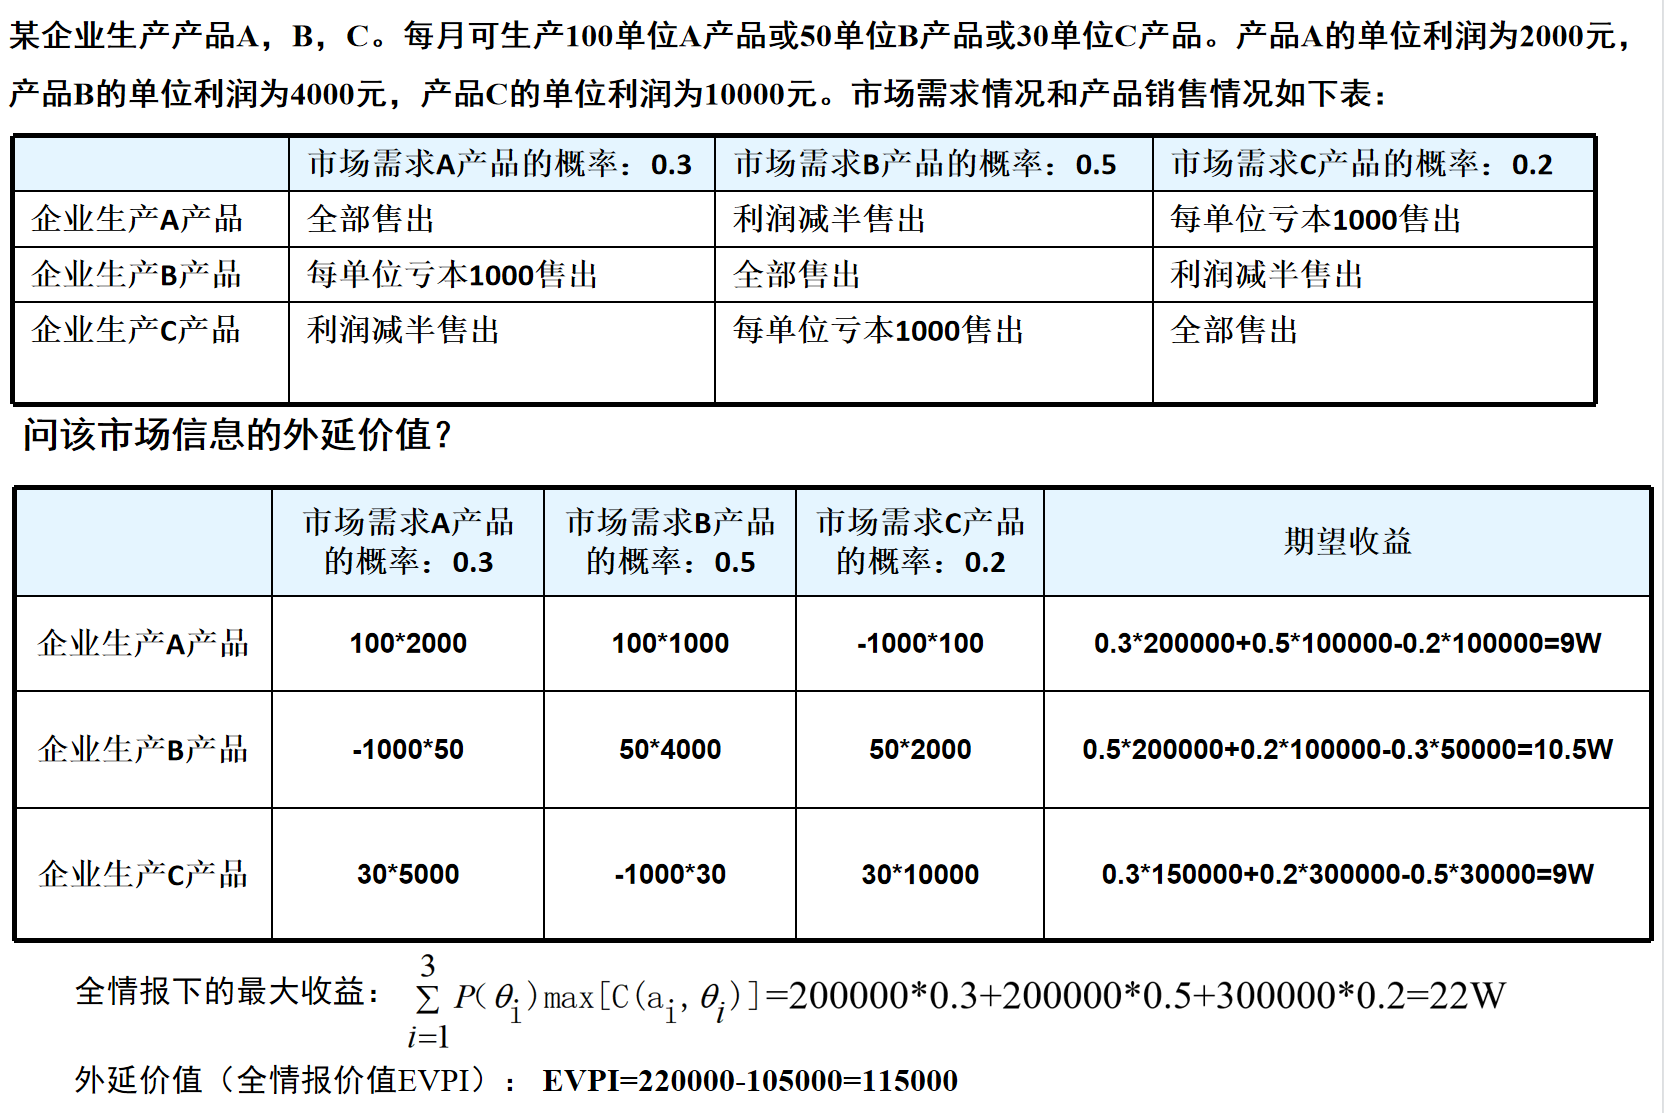 某企业生产产品A，B，C。每月可生产100单位A产品或50单位B产品或30单位C产品。产品A的单位利润为2000元，
产品B的单位利润为4000元，产品C的单位利润为10000元。市场需求情况和产品销售情况如下表：
市场需求A产品的概率：0.3 市场需求B产品的概率：0.5 市场需求C产品的概率：0.2
企业生产A产品 全部售出 利润减半售出 每单位亏本1000售出
企业生产B产品 每单位亏本1000售出 全部售出 利润减半售出
企业生产C产品 利润减半售出 每单位亏本1000售出 全部售出
问该市场信息的外延价值？
市场需求A产品 市场需求B产品 市场需求C产品
的概率：0.3 的概率：0.5 的概率：0.2 期望收益
企业生产A产品 100*2000 100*1000 -1000*100 0.3*200000+0.5*100000-0.2*100000=9W
企业生产B产品 -1000*50 50*4000 50*2000 0.5*200000+0.2*100000-0.3*50000=10.5W
企业生产C产品 30*5000 -1000*30 30*10000 0.3*150000+0.2*300000-0.5*30000=9W
全情报下的最大收益： ∑_{i=1}^{3} P(θ_i)max[C(a_i,θ_i)]=200000*0.3+200000*0.5+300000*0.2=22W
外延价值（全情报价值EVPI）： EVPI=220000-105000=115000